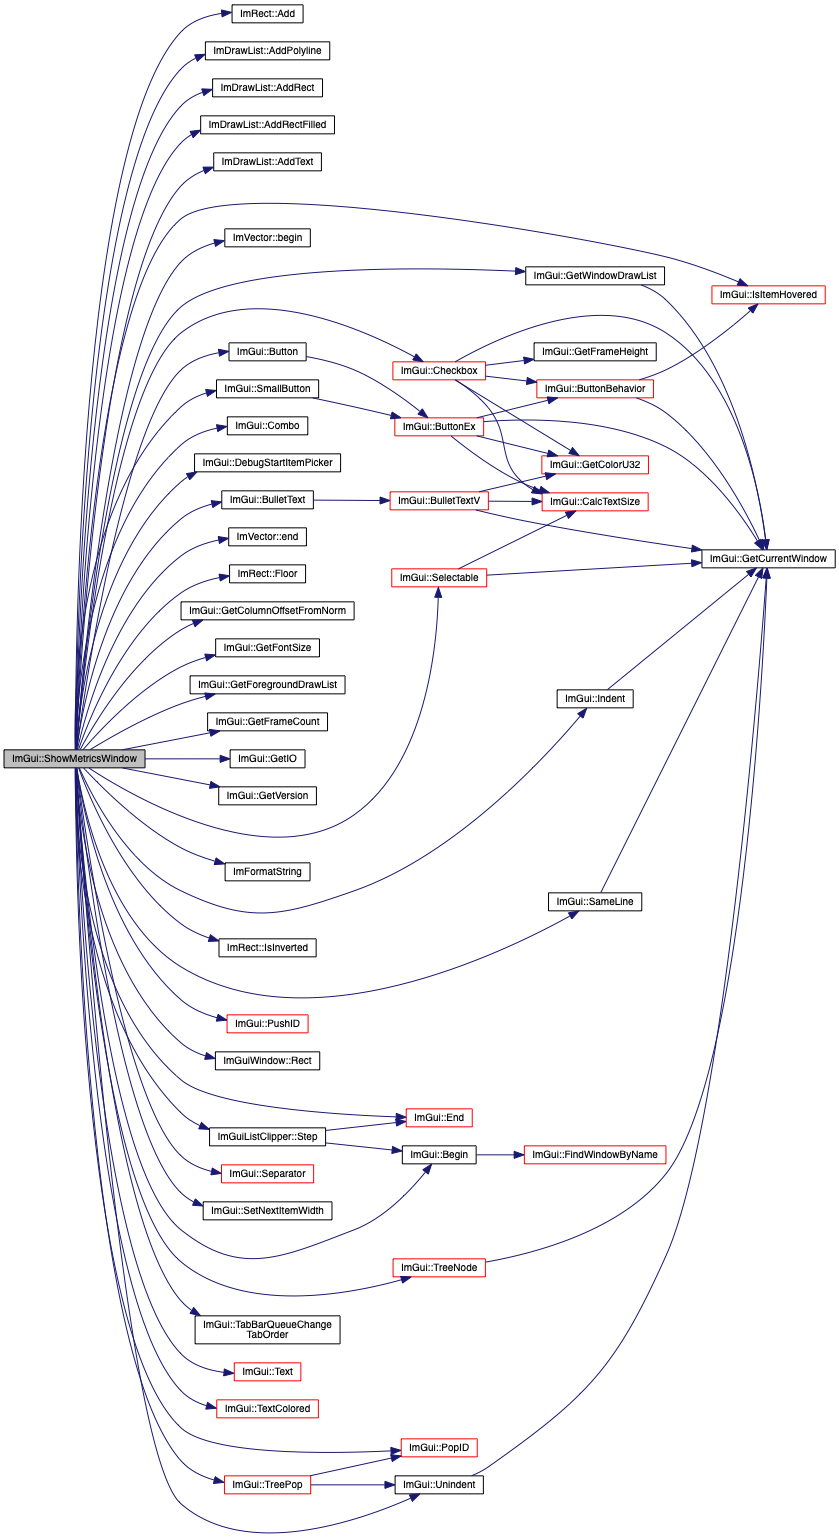 ImRect::Add
ImDrawList::AddPolyline
ImDrawList::AddRect
ImDrawList::AddRectFilled
ImDrawList::AddText
ImVector::begin
ImGui::GetWindowDrawList
ImGui::IsItemHovered
ImGui::Button
ImGui::GetFrameHeight
ImGui::Checkbox
ImGui::SmallButton
ImGui::ButtonBehavior
ImGui::Combo
ImGui::ButtonEx
ImGui::DebugStartItemPicker
ImGui::GetColorU32
ImGui::BulletText
ImGui::BulletTextV
ImGui::CalcTextSize
ImVector::end
ImGui::GetCurrentWindow
ImRect::Floor
ImGui::Selectable
ImGui::GetColumnOffsetFromNorm
ImGui::GetFontSize
ImGui::GetForegroundDrawList
ImGui::Indent
ImGui::GetFrameCount
ImGui::ShowMetricsWindow
ImGui::GetIO
ImGui::GetVersion
ImFormatString
ImGui::SameLine
ImRect::IsInverted
ImGui::PushID
ImGuiWindow::Rect
ImGui::End
ImGuiListClipper::Step
ImGui::Begin
ImGui::FindWindowByName
ImGui::Separator
ImGui::SetNextItemWidth
ImGui::TreeNode
ImGui::TabBarQueueChange
TabOrder
ImGui::Text
ImGui::TextColored
ImGui::PopID
ImGui::TreePop
ImGui::Unindent